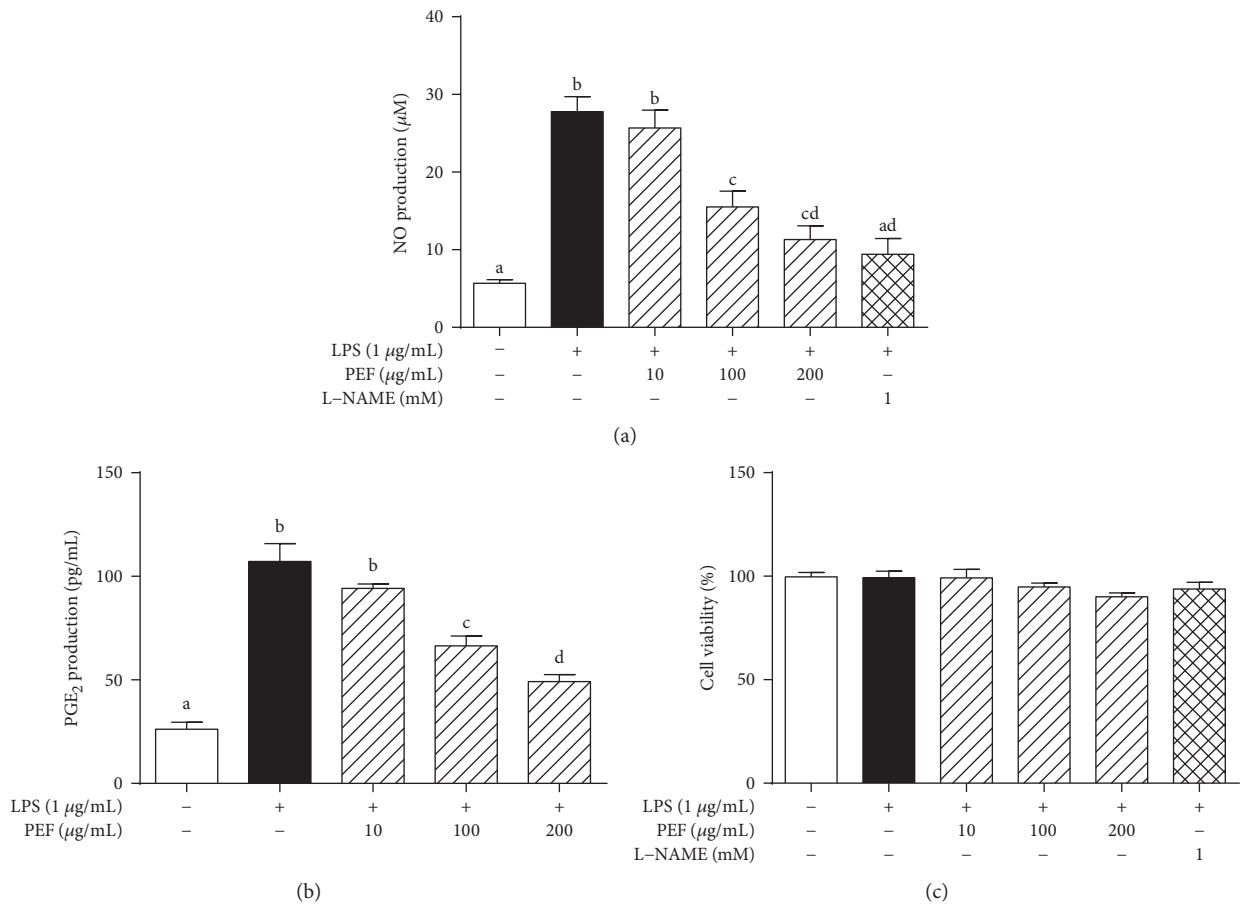 40
30
20
10
0
NO production (μM)
a
b
b
c
cd
ad
LPS (1 μg/mL) − + + + + +
PEF (μg/mL) − − 10 100 200 −
L−NAME (mM) − − − − − 1
(a)
150
100
50
0
PGE₂ production (pg/mL)
a
b
b
c
d
LPS (1 μg/mL) − + + + +
PEF (μg/mL) − − 10 100 200
(b)
150
100
50
0
Cell viability (%)
LPS (1 μg/mL) − + + + + +
PEF (μg/mL) − − 10 100 200 −
L−NAME (mM) − − − − − 1
(c)